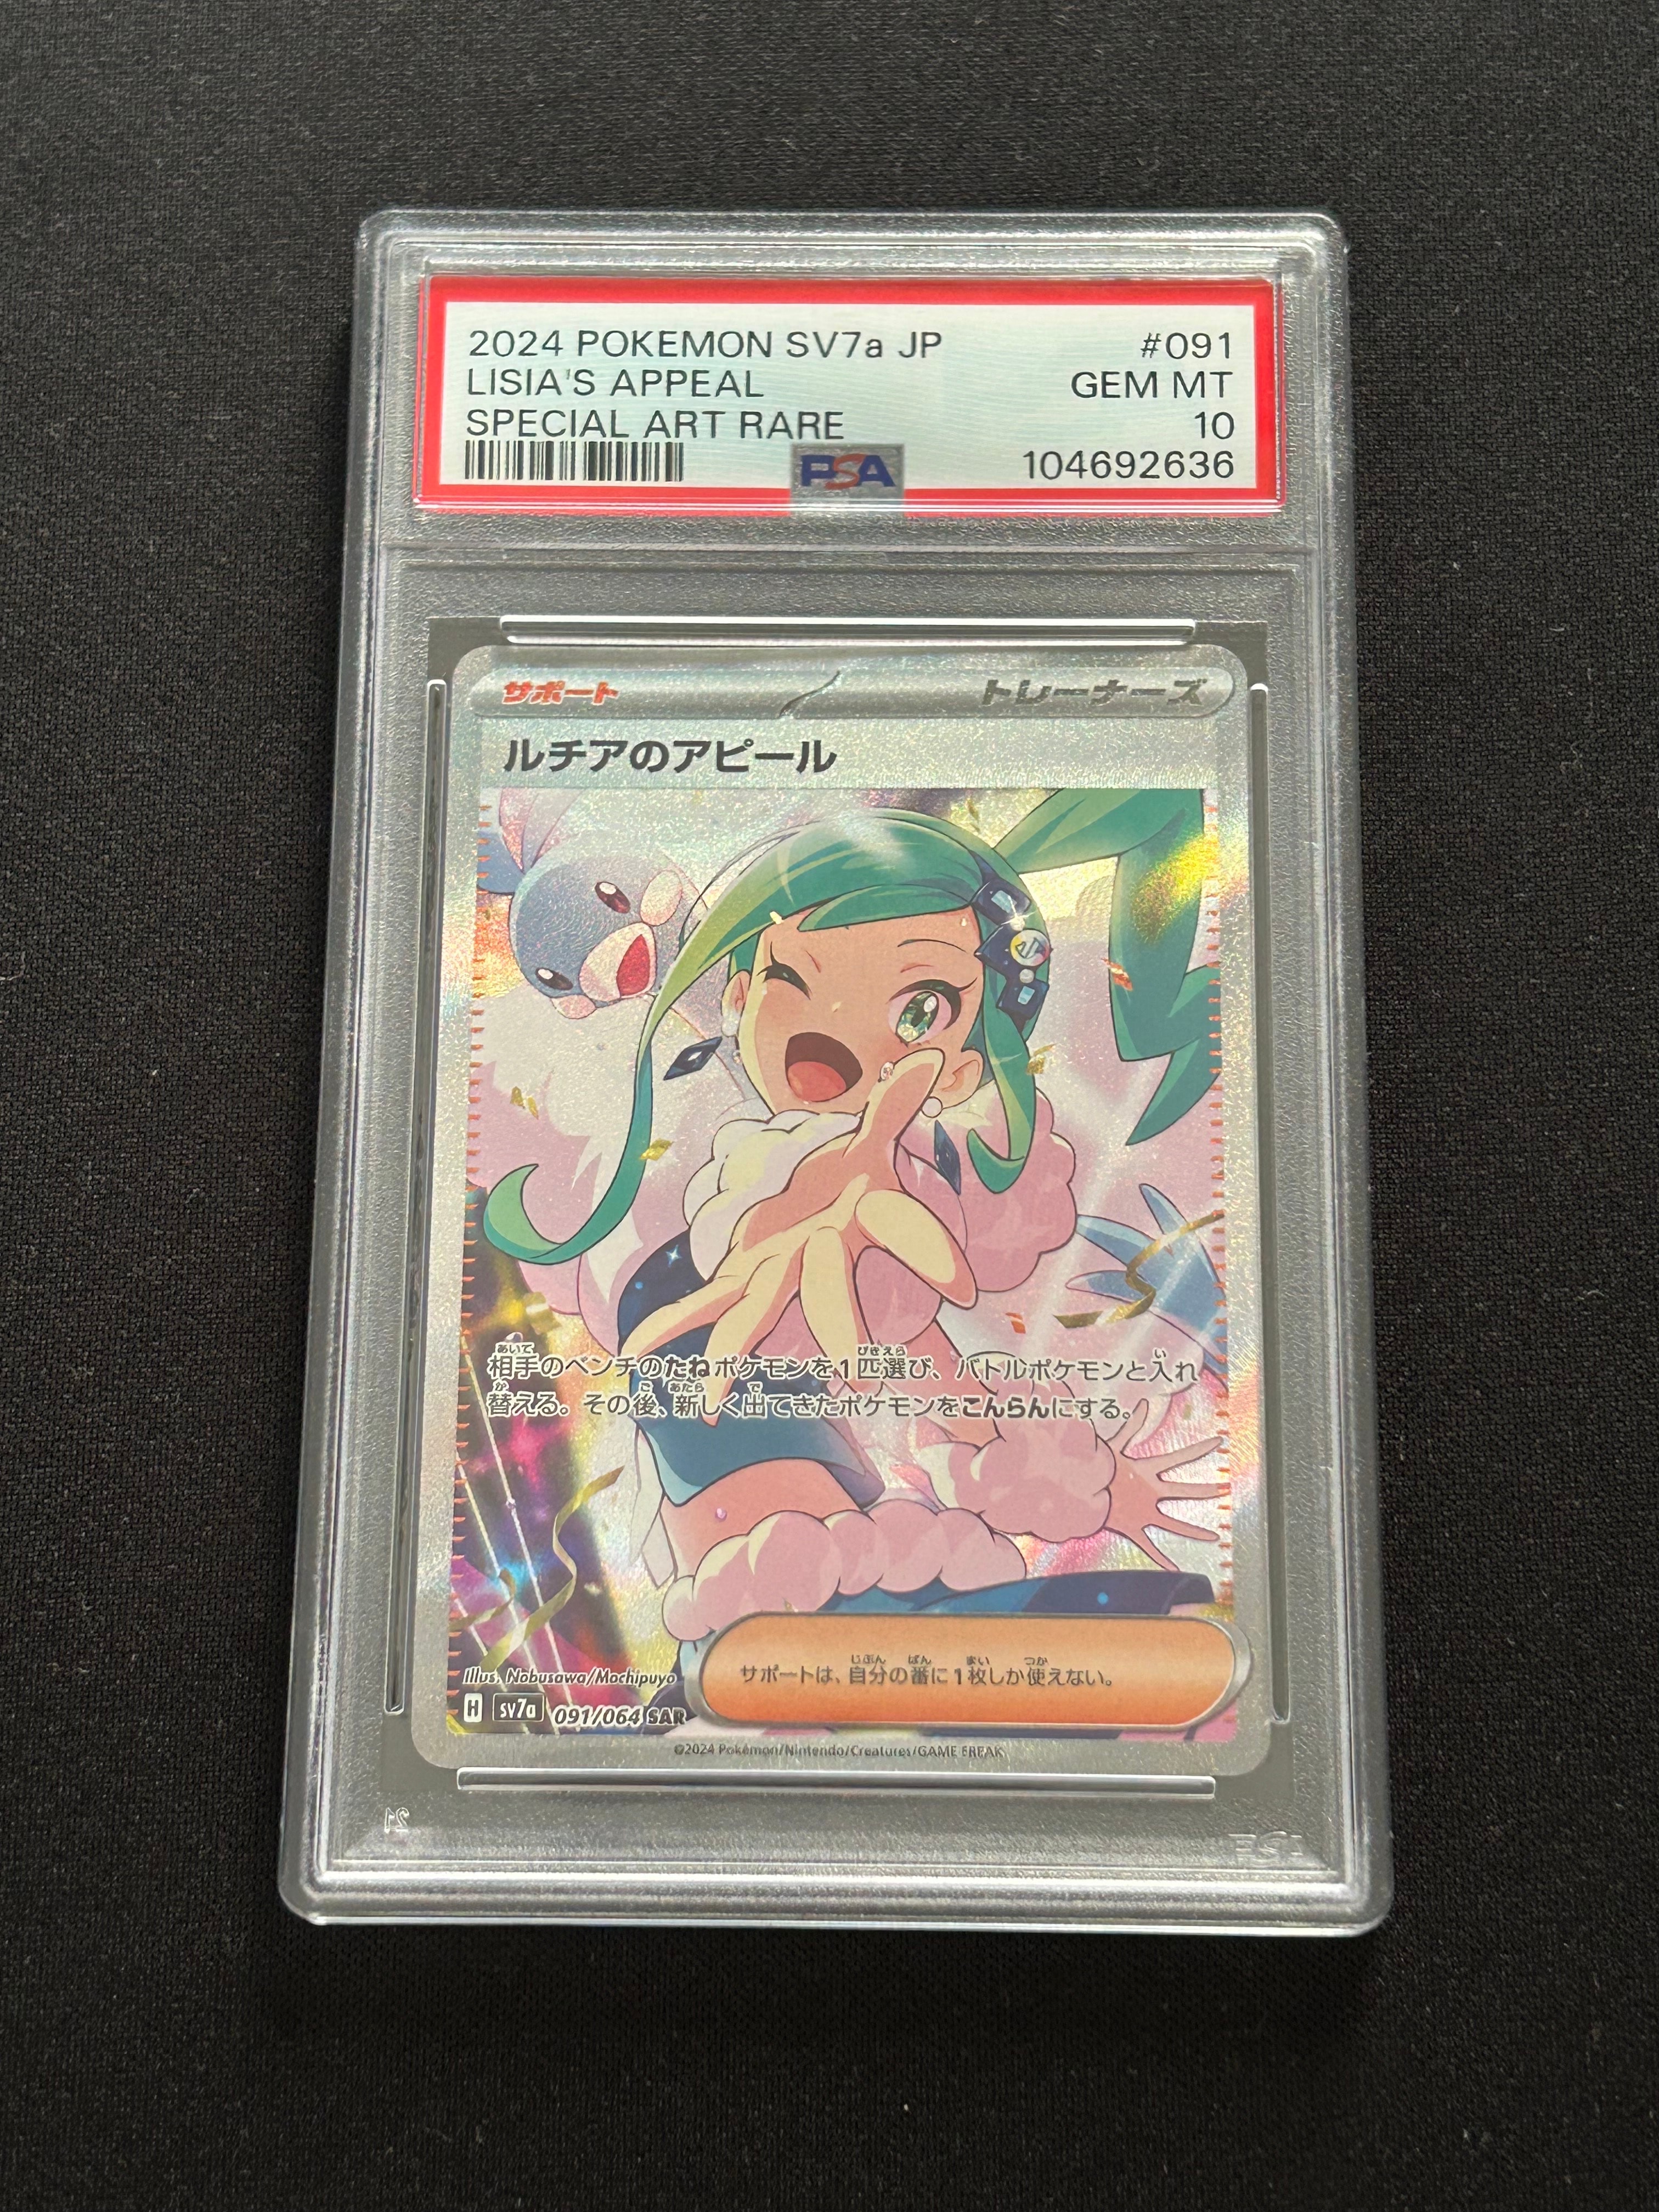 2024 POKEMON SV7a JP #091
LISIA'S APPEAL GEM MT
SPECIAL ART RARE 10
PSA 104692636
サポート トレーナーズ
ルチアのアピール
相手のベンチのたねポケモンを1匹選び、バトルポケモンと入れ
替える。その後、新しく出てきたポケモンをこんらんにする。
Illus. Nobusawa/Mochipuyo
サポートは、自分の番に1枚しか使えない。
H sv7a 091/064 SAR
©2024 Pokémon/Nintendo/Creatures/GAME FREAK